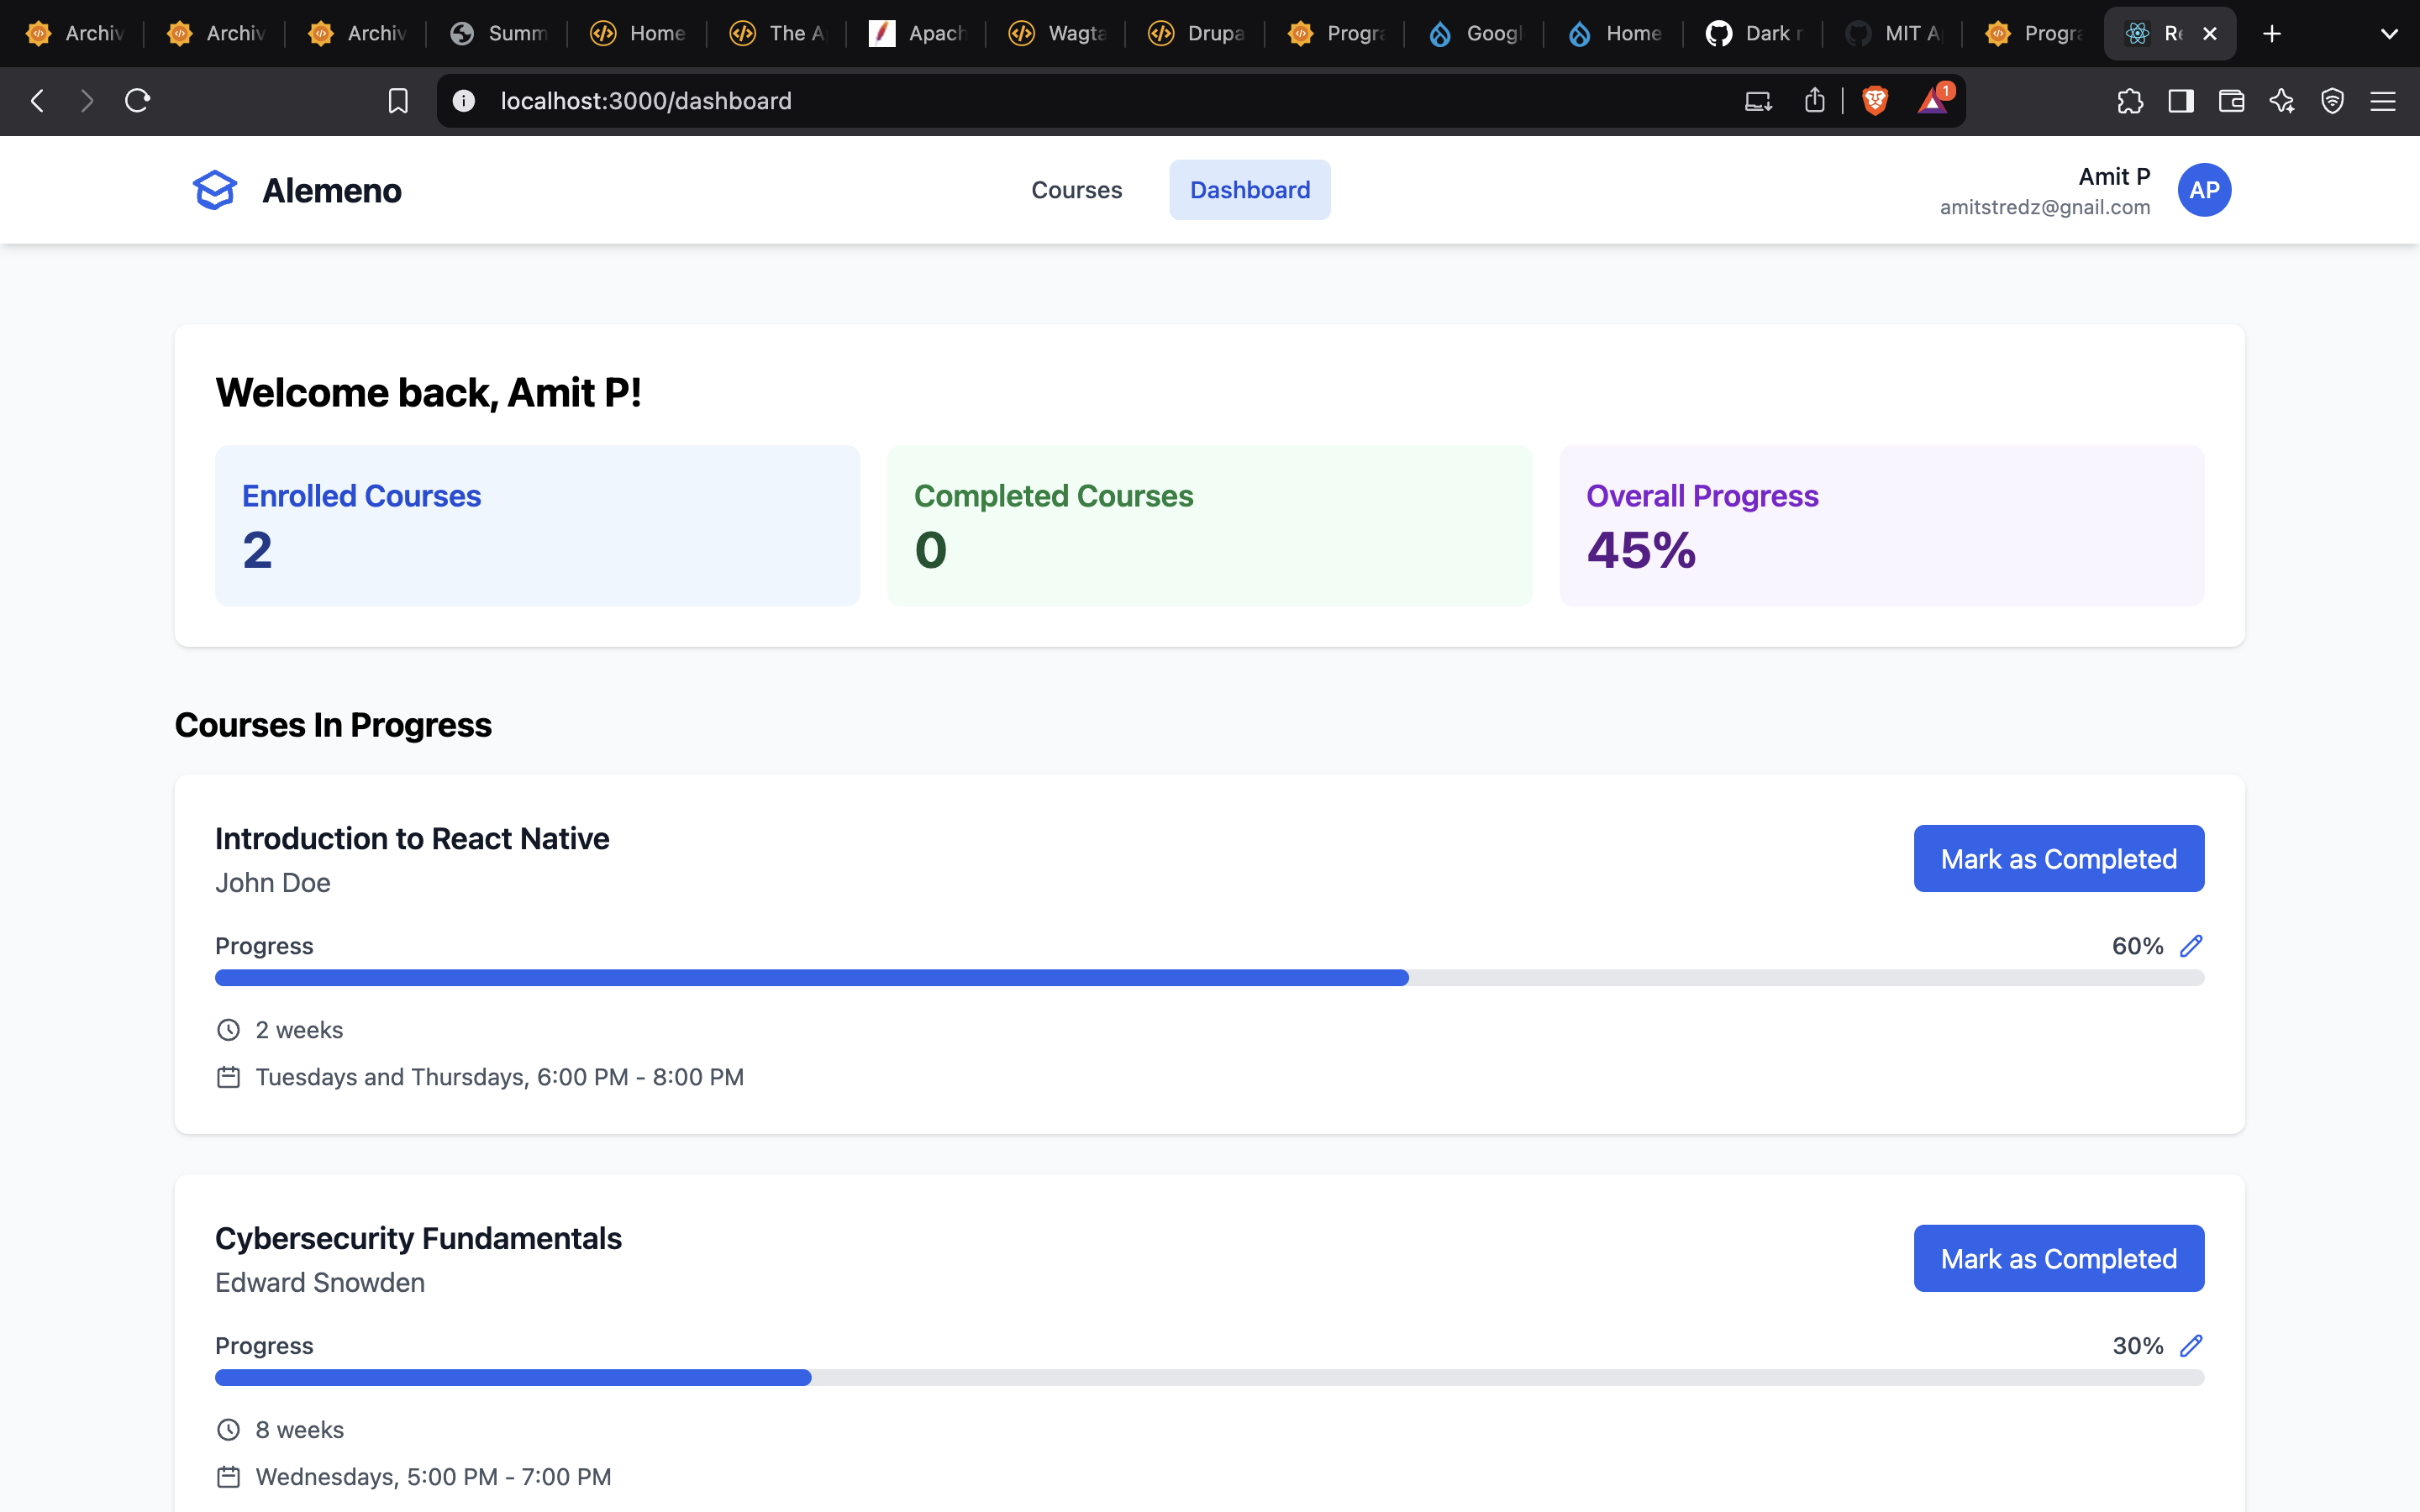 Archiv
Archiv
Archiv
Summ
Home
The A
Apach
Wagta
Drupa
Progra
Googl
Home
Dark
MIT A
Progra
Re
localhost:3000/dashboard
1
Alemeno
Courses
Dashboard
Amit P
amitstredz@gnail.com
AP
Welcome back, Amit P!
Enrolled Courses
2
Completed Courses
0
Overall Progress
45%
Courses In Progress
Introduction to React Native
John Doe
Mark as Completed
Progress
60%
2 weeks
Tuesdays and Thursdays, 6:00 PM - 8:00 PM
Cybersecurity Fundamentals
Edward Snowden
Mark as Completed
Progress
30%
8 weeks
Wednesdays, 5:00 PM - 7:00 PM